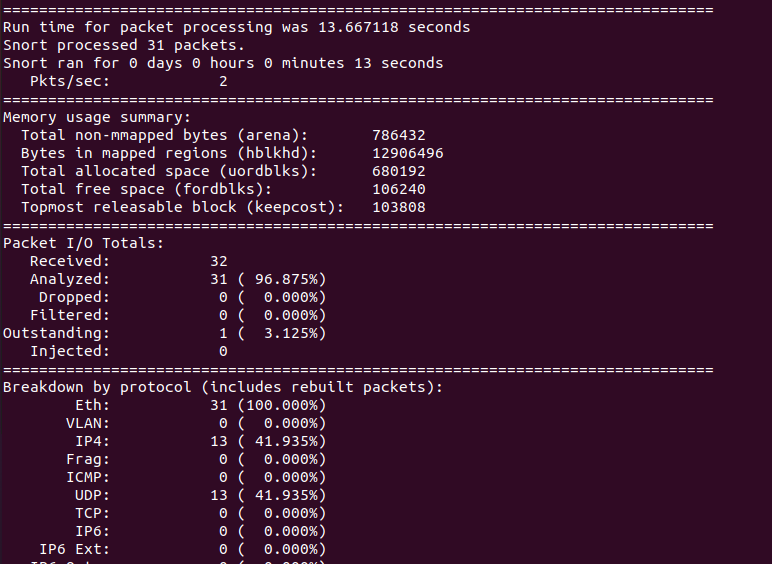 ===============================================================================
Run time for packet processing was 13.667118 seconds
Snort processed 31 packets.
Snort ran for 0 days 0 hours 0 minutes 13 seconds
   Pkts/sec:            2
===============================================================================
Memory usage summary:
  Total non-mmapped bytes (arena):       786432
  Bytes in mapped regions (hblkhd):      12906496
  Total allocated space (uordblks):      680192
  Total free space (fordblks):           106240
  Topmost releasable block (keepcost):   103808
===============================================================================
Packet I/O Totals:
   Received:           32
   Analyzed:           31 ( 96.875%)
    Dropped:            0 (  0.000%)
   Filtered:            0 (  0.000%)
Outstanding:            1 (  3.125%)
   Injected:            0
===============================================================================
Breakdown by protocol (includes rebuilt packets):
        Eth:           31 (100.000%)
       VLAN:            0 (  0.000%)
        IP4:           13 ( 41.935%)
       Frag:            0 (  0.000%)
       ICMP:            0 (  0.000%)
        UDP:           13 ( 41.935%)
        TCP:            0 (  0.000%)
        IP6:            0 (  0.000%)
    IP6 Ext:            0 (  0.000%)